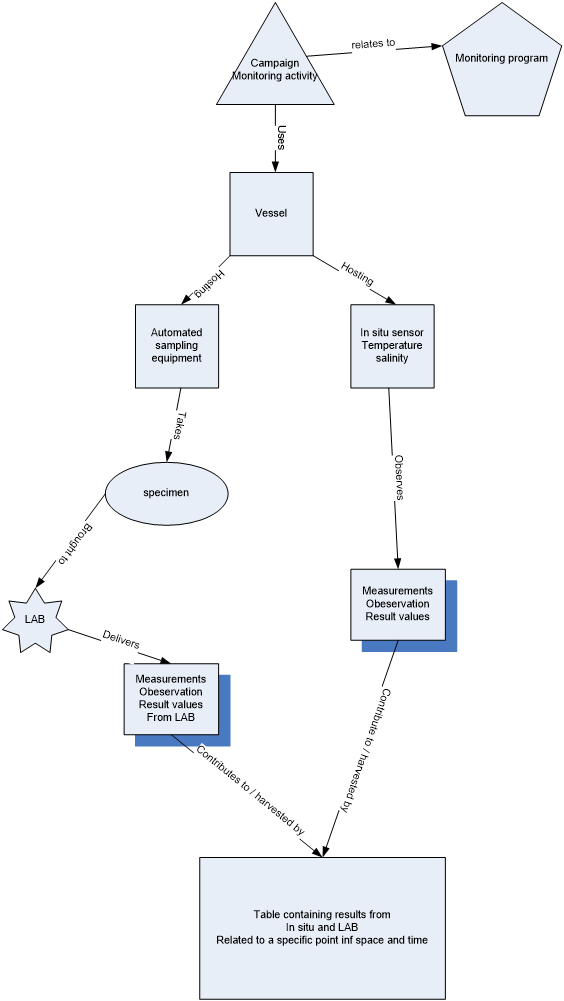 Campaign
Monitoring activity
relates to
Monitoring program
Uses
Vessel
Hosting
Hosting
Automated
sampling
equipment
In situ sensor
Temperature
salinity
Takes
Observes
specimen
Brought to
LAB
Delivers
Measurements
Obeservation
Result values
Measurements
Obeservation
Result values
From LAB
Contributes to / harvested by
Contribute to / harvested by
Table containing results from
In situ and LAB
Related to a specific point inf space and time